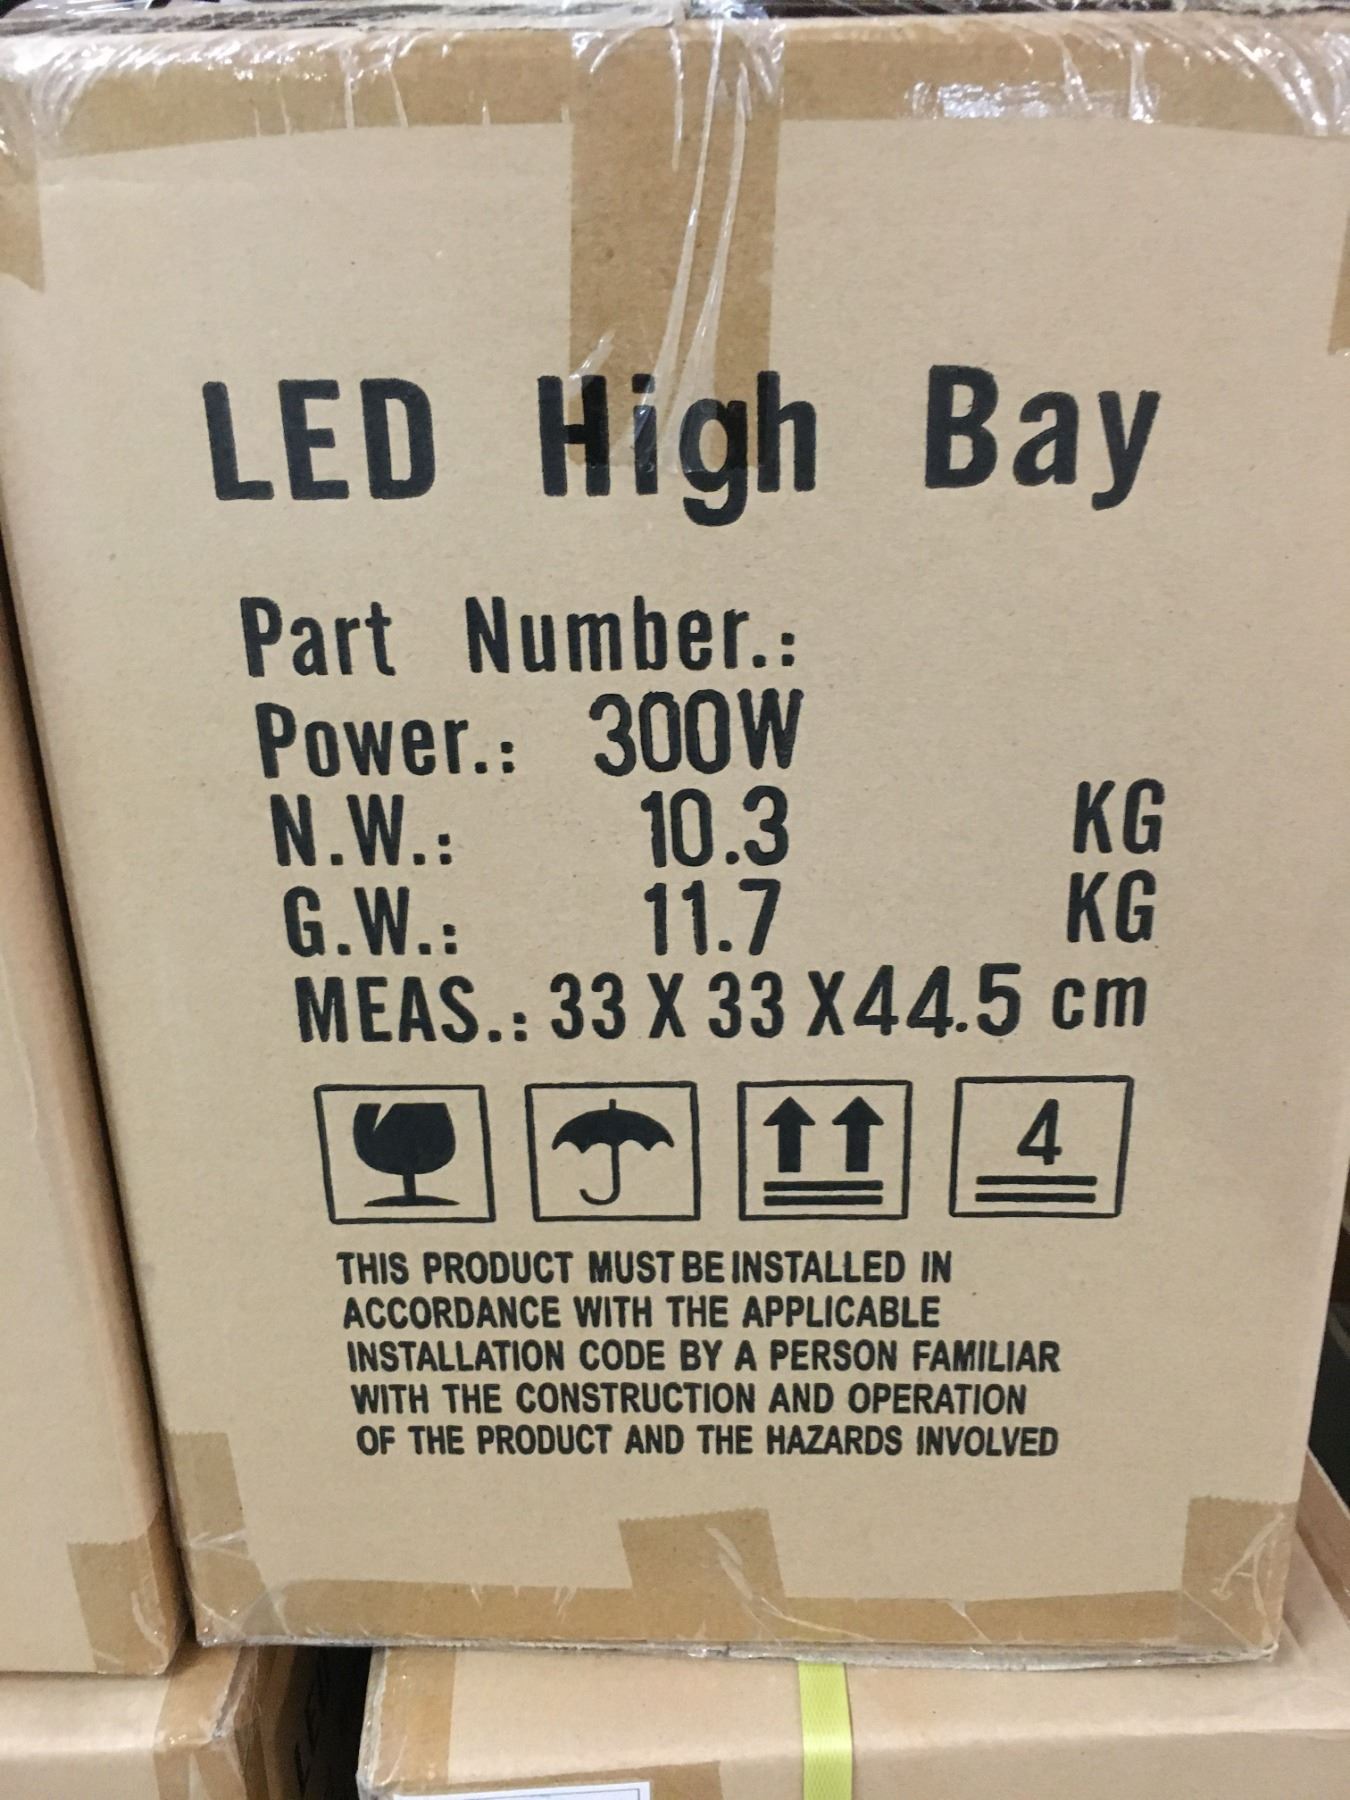 LED High Bay
Part Number.:
Power.: 300W
N.W.: 10.3 KG
G.W.: 11.7 KG
MEAS.: 33 X 33 X44.5 cm
4
THIS PRODUCT MUST BE INSTALLED IN
ACCORDANCE WITH THE APPLICABLE
INSTALLATION CODE BY A PERSON FAMILIAR
WITH THE CONSTRUCTION AND OPERATION
OF THE PRODUCT AND THE HAZARDS INVOLVED